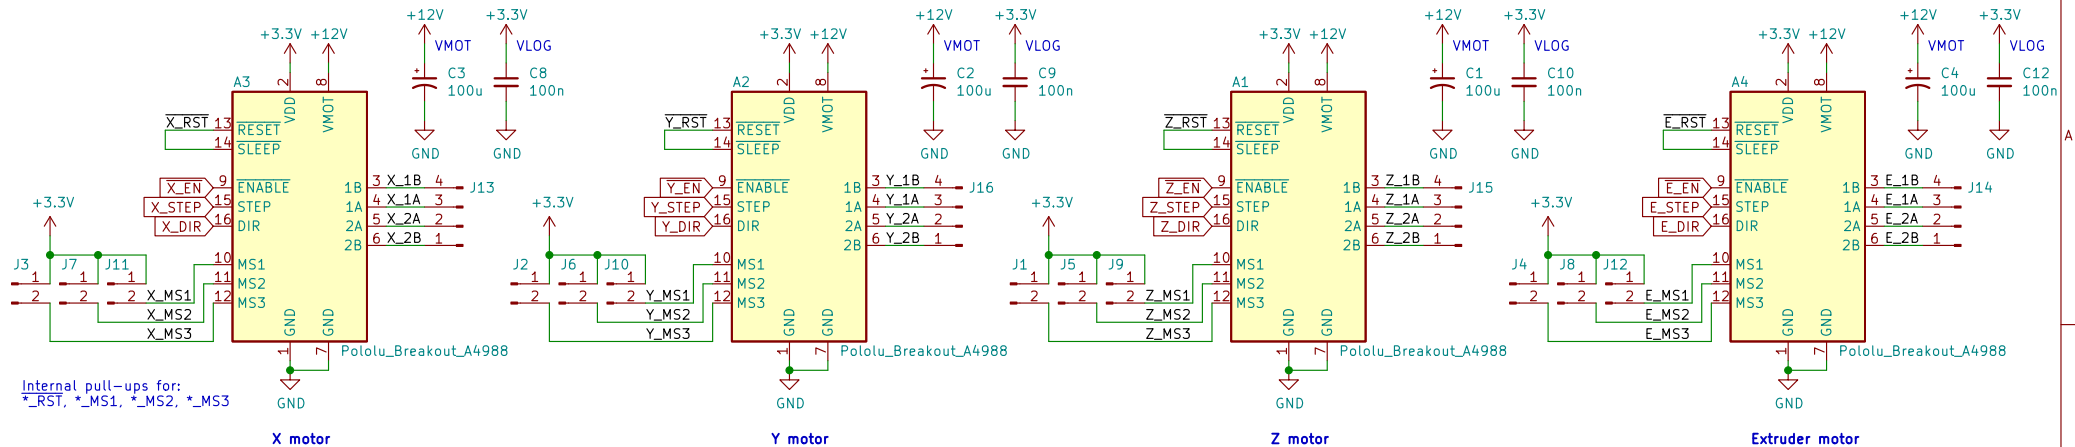 +12V +3.3V
+3.3V +12V VMOT VLOG
A3 2 8 C3 100u C8 100n
VDD VMOT
X_RST 13 RESET
14 SLEEP GND GND
X_EN 9 ENABLE 1B 3 X_1B 4 J13
X_STEP 15 STEP 1A 4 X_1A 3
X_DIR 16 DIR 2A 5 X_2A 2
2B 6 X_2B 1
+3.3V
J3 J7 J11 10 MS1
1 1 1 11 MS2
2 2 2 X_MS1 12 MS3
X_MS2
X_MS3
GND GND
1 7 Pololu_Breakout_A4988
GND
Internal pull-ups for:
*_RST, *_MS1, *_MS2, *_MS3
X motor
+12V +3.3V
+3.3V +12V VMOT VLOG
A2 2 8 C2 100u C9 100n
VDD VMOT
Y_RST 13 RESET
14 SLEEP GND GND
Y_EN 9 ENABLE 1B 3 Y_1B 4 J16
Y_STEP 15 STEP 1A 4 Y_1A 3
Y_DIR 16 DIR 2A 5 Y_2A 2
2B 6 Y_2B 1
+3.3V
J2 J6 J10 10 MS1
1 1 1 11 MS2
2 2 2 Y_MS1 12 MS3
Y_MS2
Y_MS3
GND GND
1 7 Pololu_Breakout_A4988
GND
Y motor
+12V +3.3V
+3.3V +12V VMOT VLOG
A1 2 8 C1 100u C10 100n
VDD VMOT
Z_RST 13 RESET
14 SLEEP GND GND
Z_EN 9 ENABLE 1B 3 Z_1B 4 J15
Z_STEP 15 STEP 1A 4 Z_1A 3
Z_DIR 16 DIR 2A 5 Z_2A 2
2B 6 Z_2B 1
+3.3V
J1 J5 J9 10 MS1
1 1 1 11 MS2
2 2 2 Z_MS1 12 MS3
Z_MS2
Z_MS3
GND GND
1 7 Pololu_Breakout_A4988
GND
Z motor
+12V +3.3V
+3.3V +12V VMOT VLOG
A4 2 8 C4 100u C12 100n
VDD VMOT
E_RST 13 RESET
14 SLEEP GND GND
E_EN 9 ENABLE 1B 3 E_1B 4 J14
E_STEP 15 STEP 1A 4 E_1A 3
E_DIR 16 DIR 2A 5 E_2A 2
2B 6 E_2B 1
+3.3V
J4 J8 J12 10 MS1
1 1 1 11 MS2
2 2 2 E_MS1 12 MS3
E_MS2
E_MS3
GND GND
1 7 Pololu_Breakout_A4988
GND
Extruder motor
A